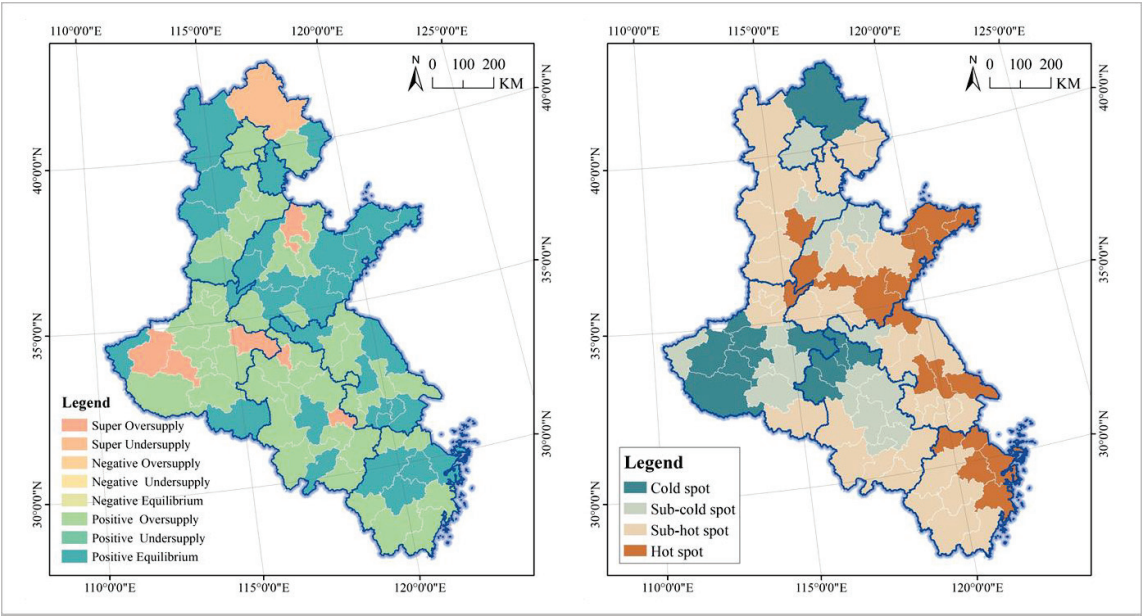 110°0'0"E 115°0'0"E 120°0'0"E 125°0'0"E
N 0 100 200
KM
40°0'0"N
40°0'0"N
35°0'0"N
35°0'0"N
30°0'0"N
30°0'0"N
Legend
Super Oversupply
Super Undersupply
Negative Oversupply
Negative Undersupply
Negative Equilibrium
Positive Oversupply
Positive Undersupply
Positive Equilibrium
110°0'0"E 115°0'0"E 120°0'0"E
110°0'0"E 115°0'0"E 120°0'0"E 125°0'0"E
N 0 100 200
KM
40°0'0"N
40°0'0"N
35°0'0"N
35°0'0"N
30°0'0"N
30°0'0"N
Legend
Cold spot
Sub-cold spot
Sub-hot spot
Hot spot
110°0'0"E 115°0'0"E 120°0'0"E